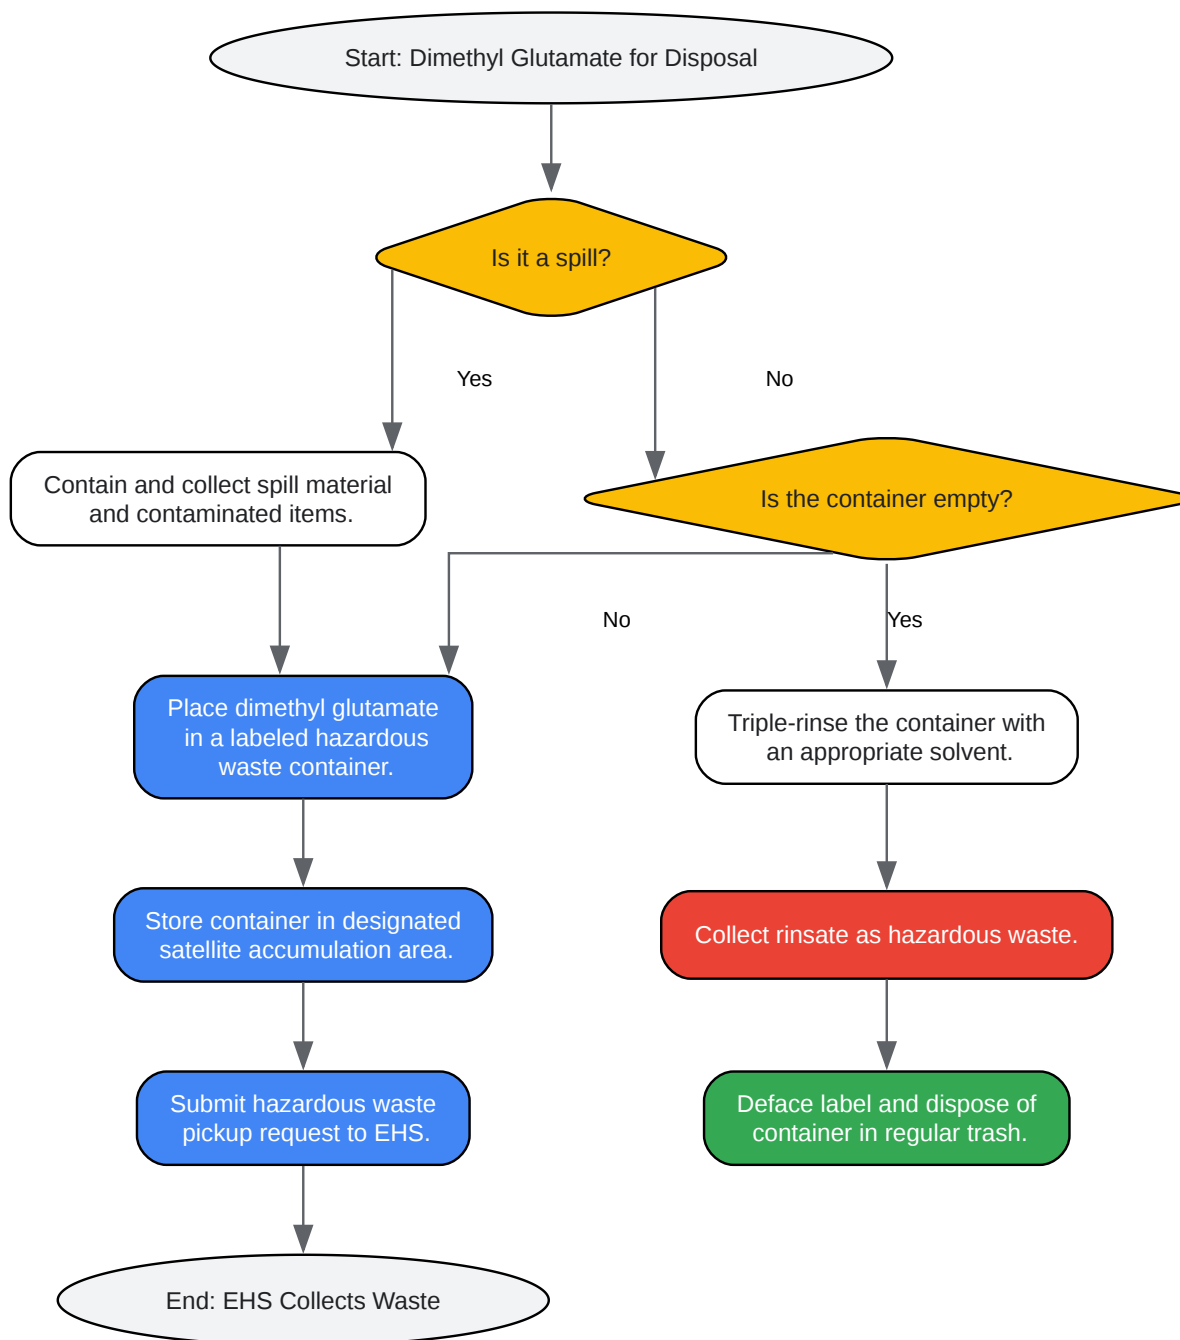 Start: Dimethyl Glutamate for Disposal
Is it a spill?
Yes
No
Contain and collect spill material
and contaminated items.
Is the container empty?
No
Yes
Place dimethyl glutamate
in a labeled hazardous
waste container.
Triple-rinse the container with
an appropriate solvent.
Store container in designated
satellite accumulation area.
Collect rinsate as hazardous waste.
Submit hazardous waste
pickup request to EHS.
Deface label and dispose of
container in regular trash.
End: EHS Collects Waste